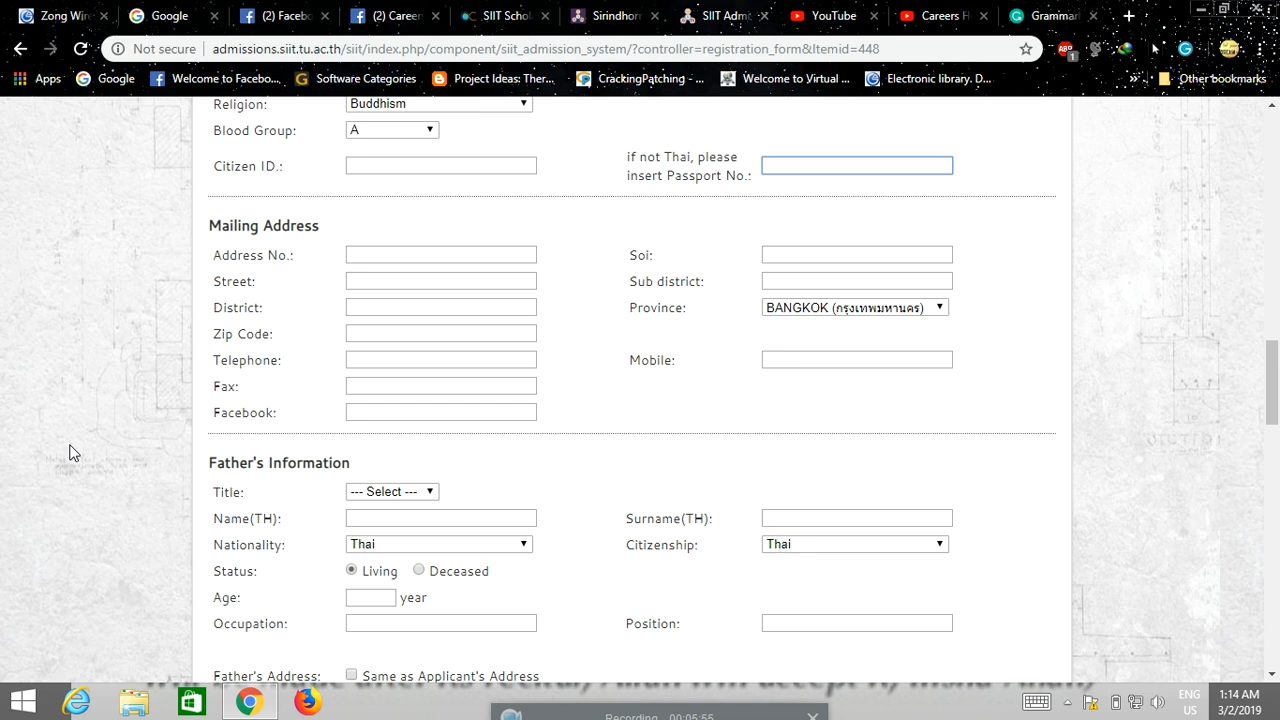 Zong Wire
Google
(2) Facebo
(2) Career
SIIT Schol
Sirindhorn
SIIT Adm
YouTube
Careers H
Grammar
Not secure
admissions.siit.tu.ac.th/siit/index.php/component/siit_admission_system/?controller=registration_form&Itemid=448
Apps
Google
Welcome to Facebo...
Software Categories
Project Ideas: Ther...
CrackingPatching - ...
Welcome to Virtual ...
Electronic library. D...
Other bookmarks
Religion: Buddhism
Blood Group: A
Citizen ID.:
if not Thai, please
insert Passport No.:
Mailing Address
Address No.: Soi:
Street: Sub district:
District: Province: BANGKOK (กรุงเทพมหานคร)
Zip Code:
Telephone: Mobile:
Fax:
Facebook:
Father's Information
Title: --- Select ---
Name(TH): Surname(TH):
Nationality: Thai Citizenship: Thai
Status: Living Deceased
Age: year
Occupation: Position:
Father's Address: Same as Applicant's Address
Recording 00:05:55
ENG
US
1:14 AM
3/2/2019